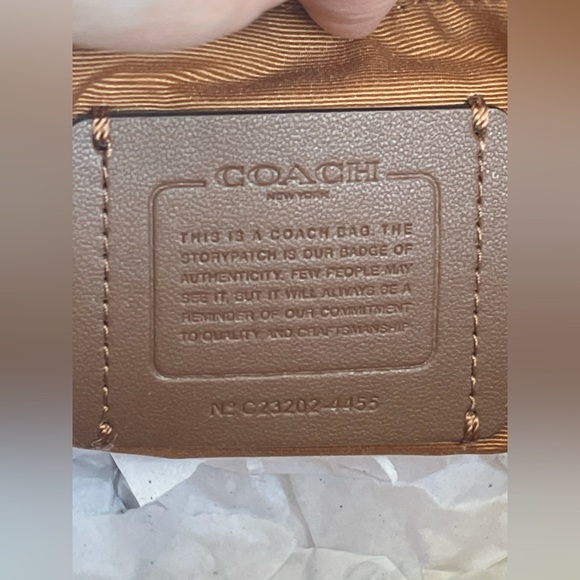 COACH
NEW YORK
THIS IS A COACH BAG. THE
STORYPATCH IS OUR BADGE OF
AUTHENTICITY. FEW PEOPLE MAY
SEE IT, BUT IT WILL ALWAYS BE A
REMINDER OF OUR COMMITMENT
TO QUALITY AND CRAFTSMANSHIP
Nº C23202-4455